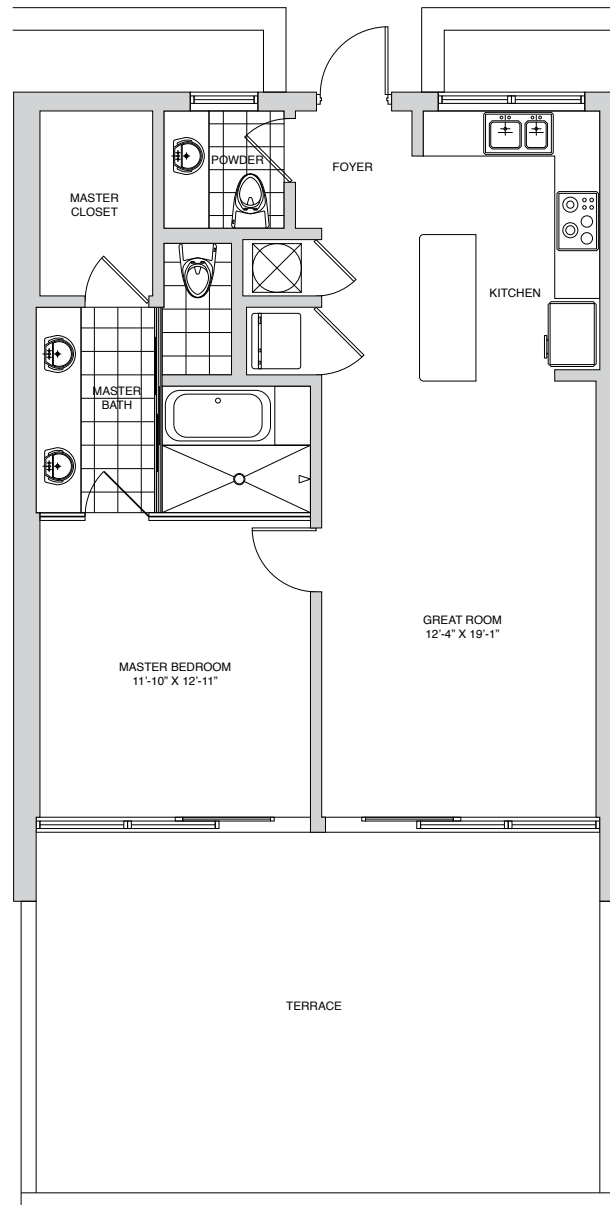 POWDER
FOYER
MASTER
CLOSET
KITCHEN
MASTER
BATH
GREAT ROOM
12'-4" X 19'-1"
MASTER BEDROOM
11'-10" X 12'-11"
TERRACE